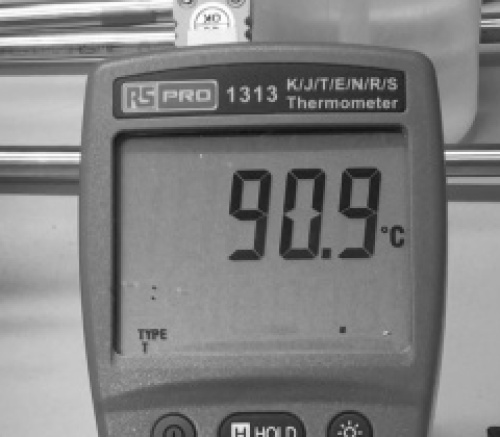 RS PRO 1313 K/J/T/E/N/R/S
Thermometer
90.9 °C
TYPE
T
H HOLD